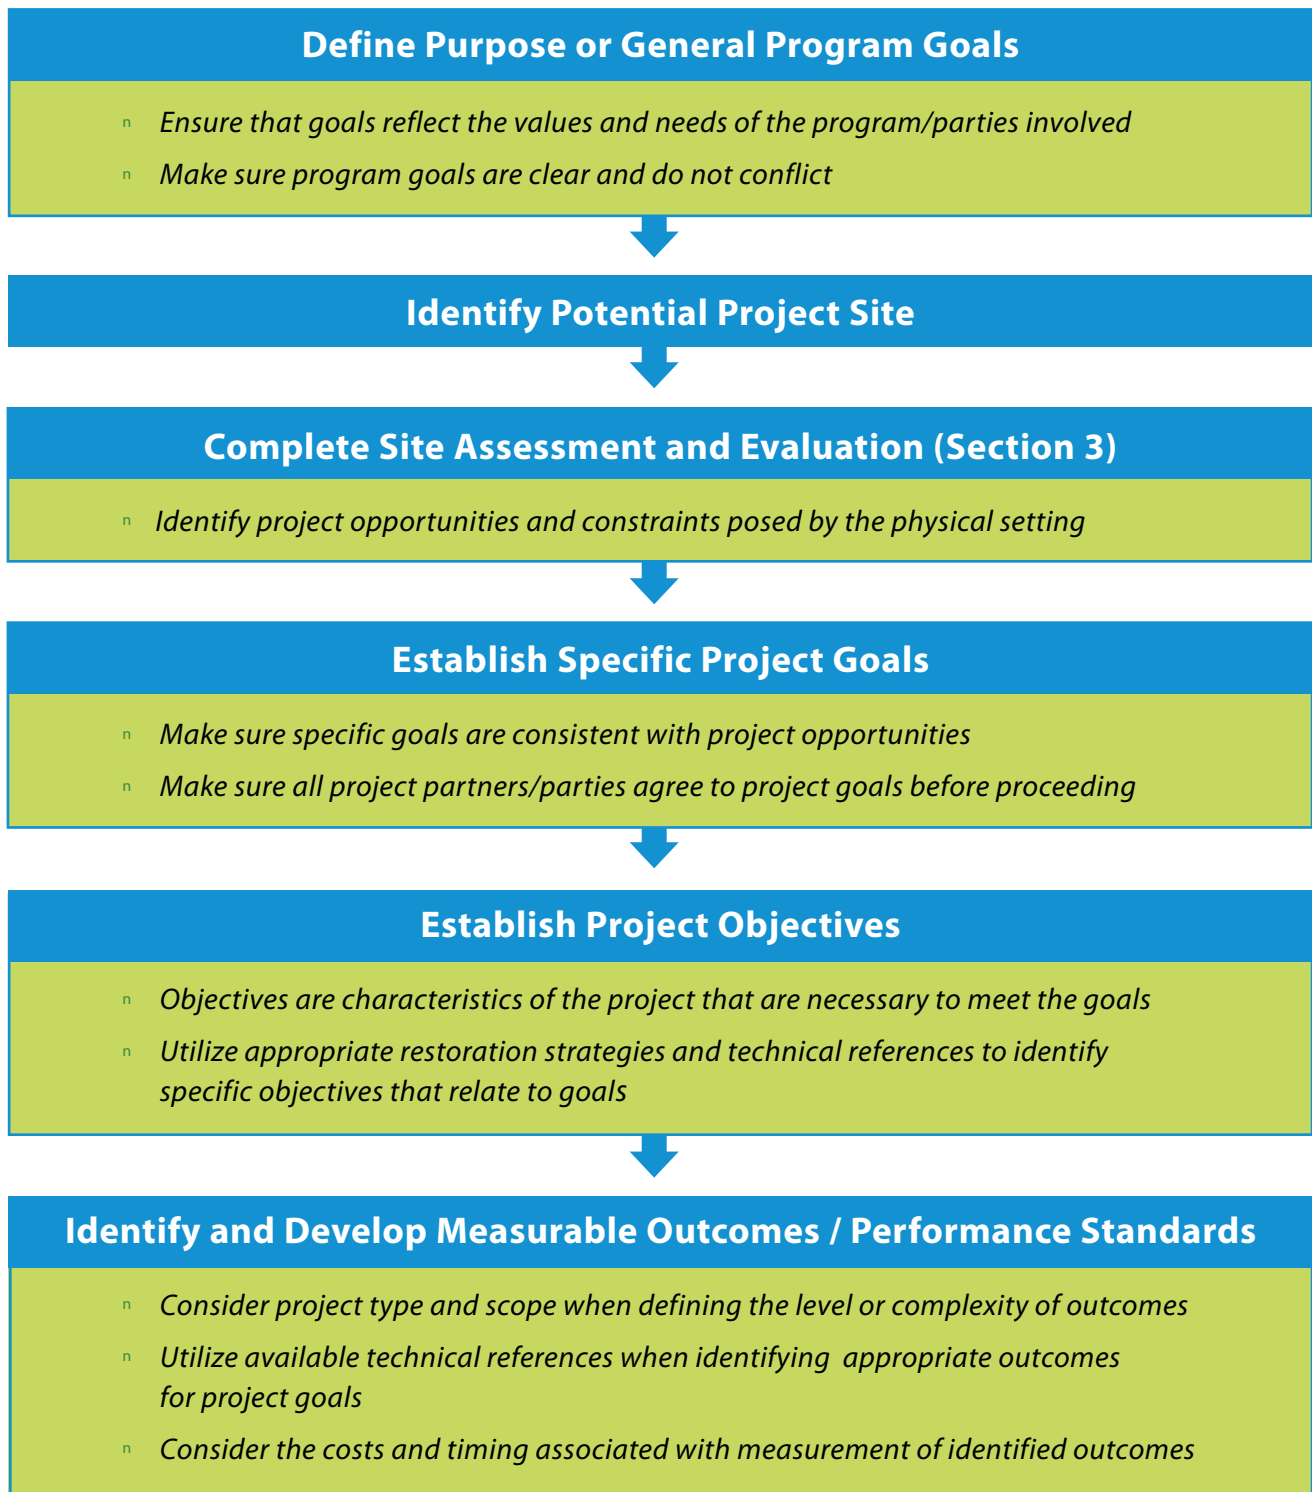 Define Purpose or General Program Goals
n Ensure that goals reflect the values and needs of the program/parties involved
n Make sure program goals are clear and do not conflict
Identify Potential Project Site
Complete Site Assessment and Evaluation (Section 3)
n Identify project opportunities and constraints posed by the physical setting
Establish Specific Project Goals
n Make sure specific goals are consistent with project opportunities
n Make sure all project partners/parties agree to project goals before proceeding
Establish Project Objectives
n Objectives are characteristics of the project that are necessary to meet the goals
n Utilize appropriate restoration strategies and technical references to identify
specific objectives that relate to goals
Identify and Develop Measurable Outcomes / Performance Standards
n Consider project type and scope when defining the level or complexity of outcomes
n Utilize available technical references when identifying appropriate outcomes
for project goals
n Consider the costs and timing associated with measurement of identified outcomes